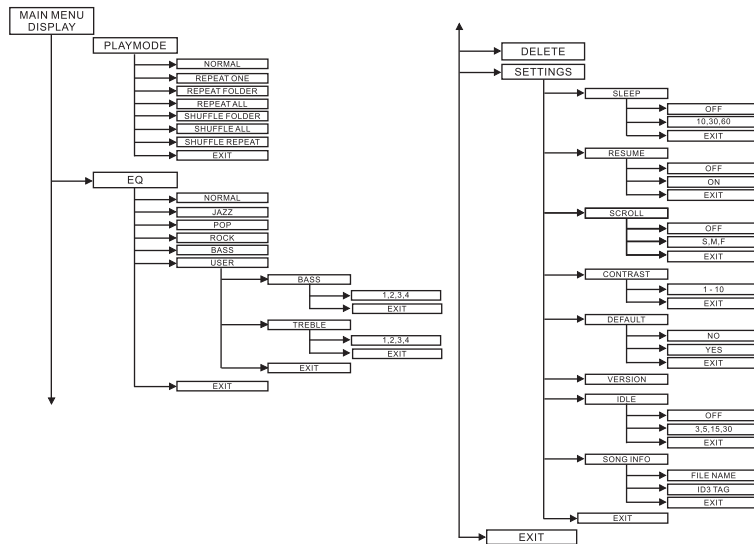 MAIN MENU
DISPLAY
PLAYMODE
NORMAL
REPEAT ONE
REPEAT FOLDER
REPEAT ALL
SHUFFLE FOLDER
SHUFFLE ALL
SHUFFLE REPEAT
EXIT
EQ
NORMAL
JAZZ
POP
ROCK
BASS
USER
BASS
1,2,3,4
EXIT
TREBLE
1,2,3,4
EXIT
EXIT
EXIT
DELETE
SETTINGS
SLEEP
OFF
10,30,60
EXIT
RESUME
OFF
ON
EXIT
SCROLL
OFF
S,M,F
EXIT
CONTRAST
1 - 10
EXIT
DEFAULT
NO
YES
EXIT
VERSION
IDLE
OFF
3,5,15,30
EXIT
SONG INFO
FILE NAME
ID3 TAG
EXIT
EXIT
EXIT